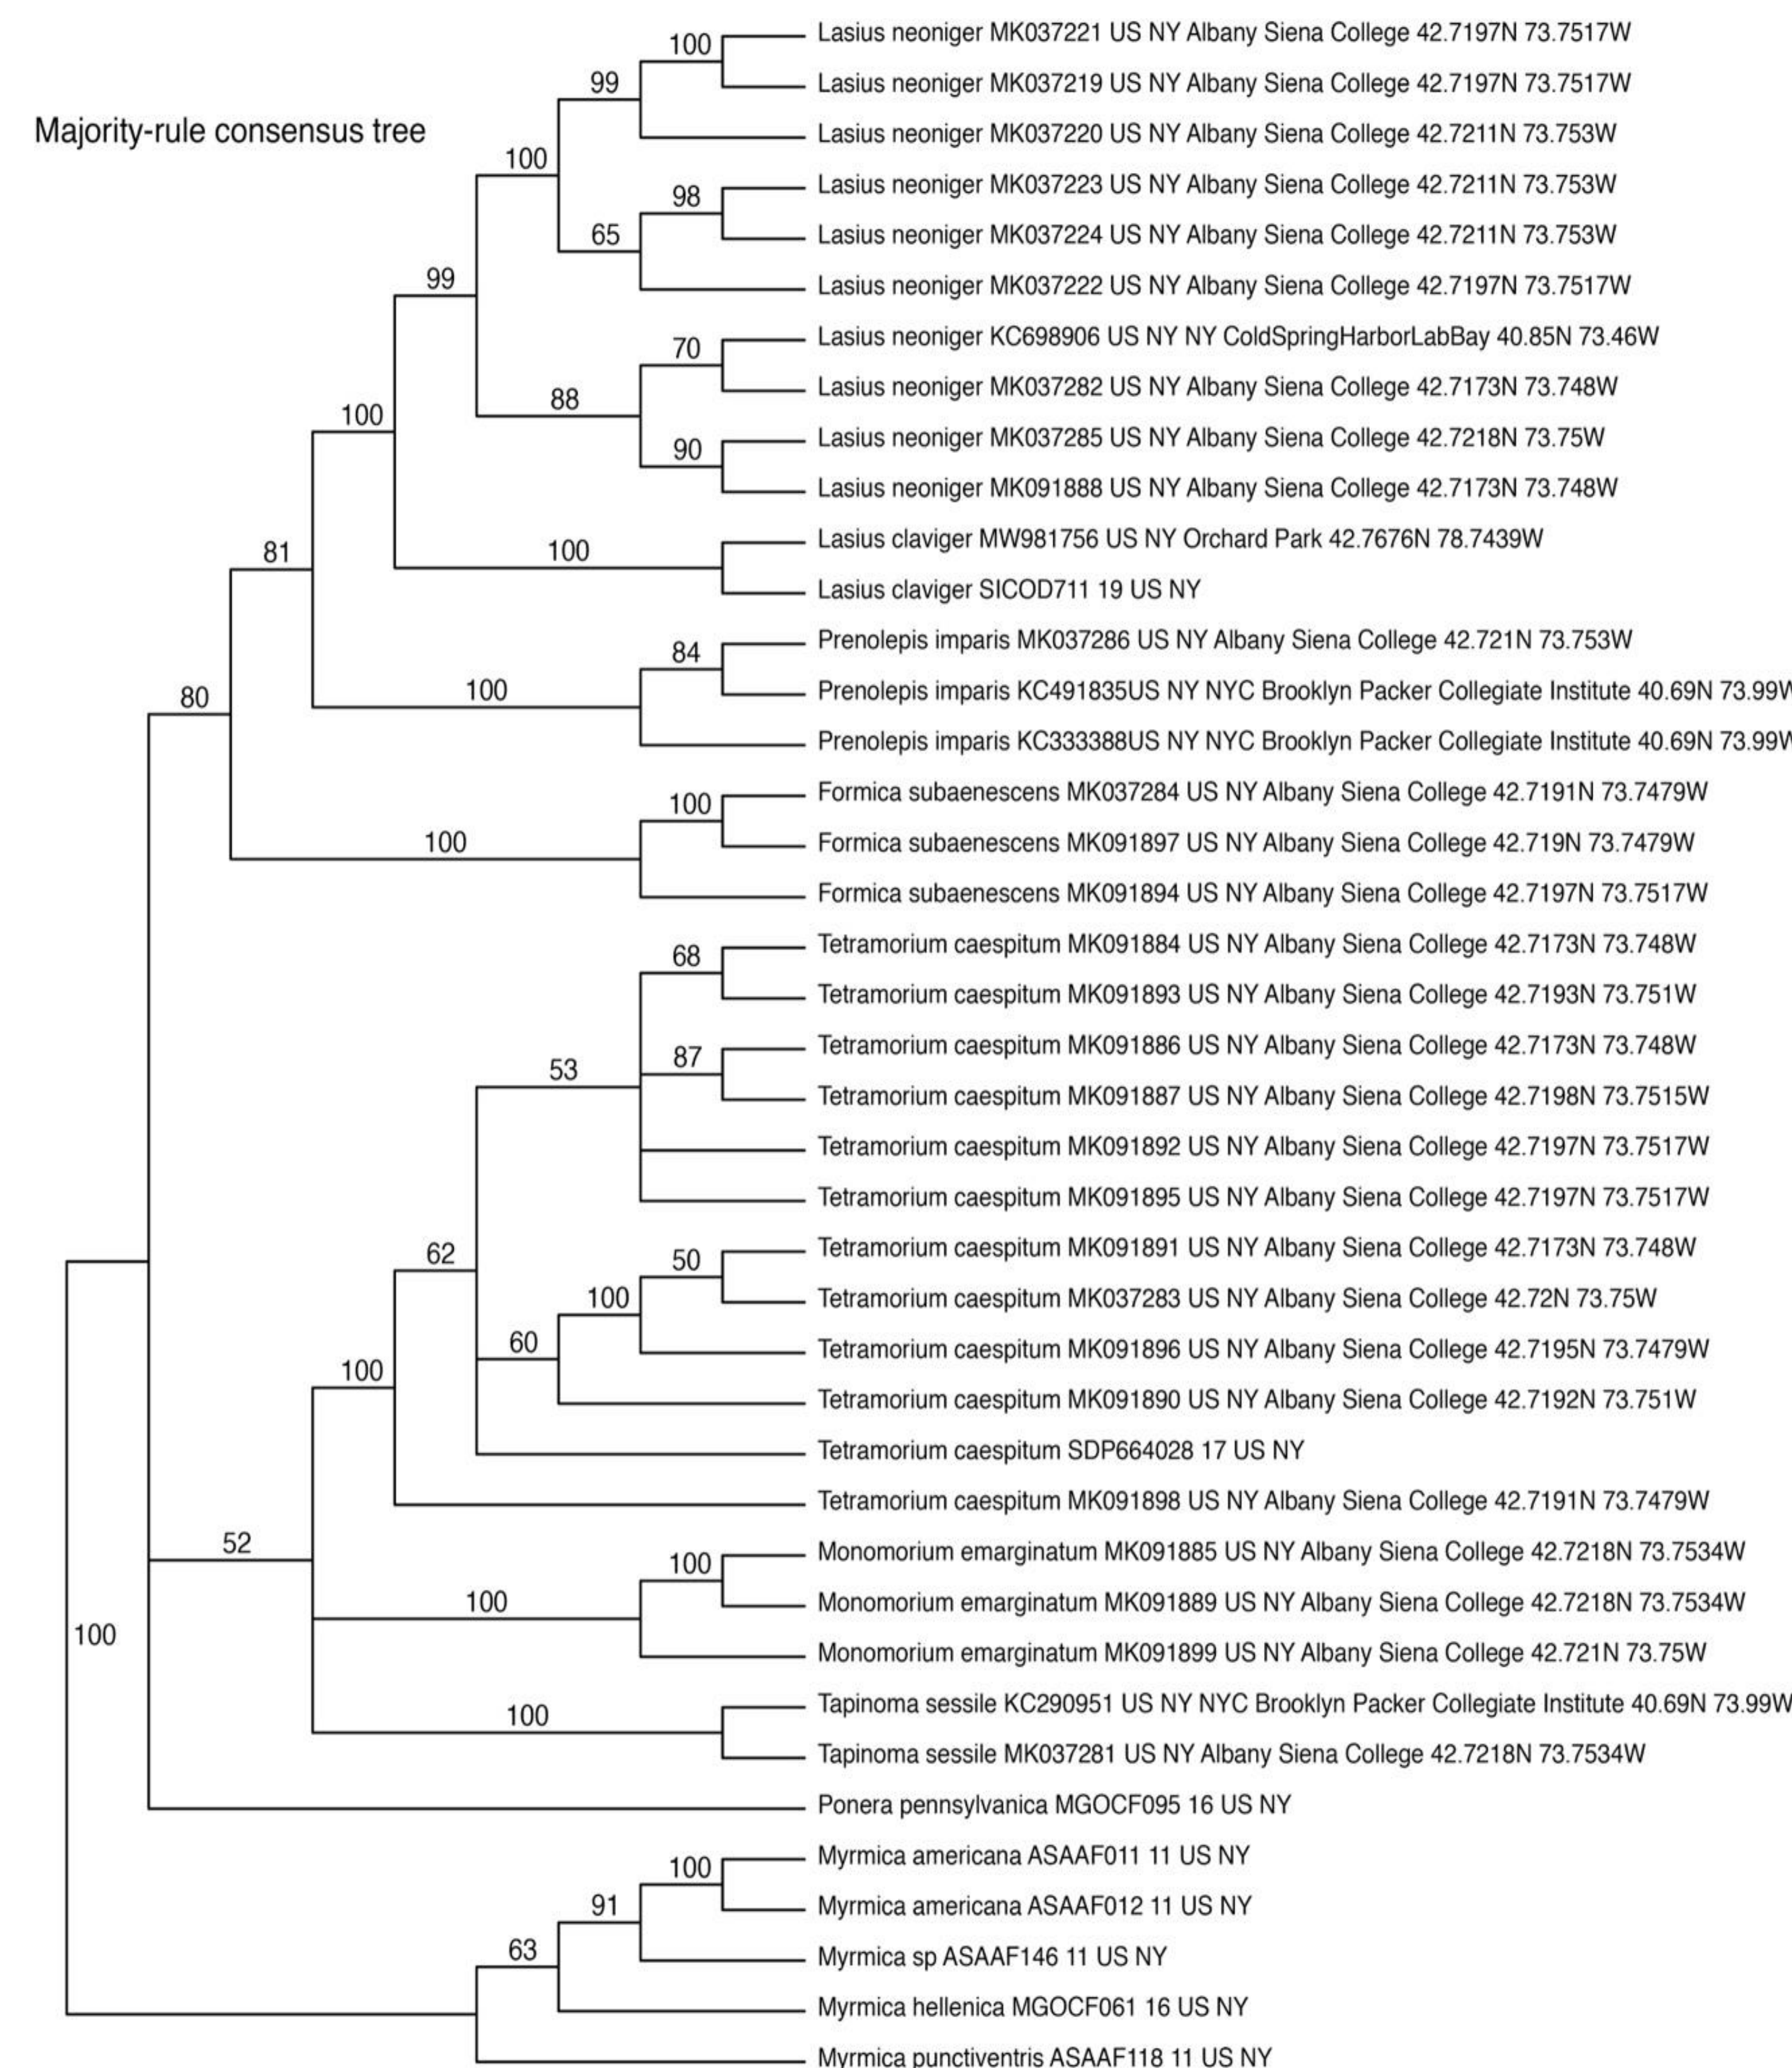 100
Lasius neoniger MK037221 US NY Albany Siena College 42.7197N 73.7517W
99
Lasius neoniger MK037219 US NY Albany Siena College 42.7197N 73.7517W
Majority-rule consensus tree
Lasius neoniger MK037220 US NY Albany Siena College 42.7211N 73.753W
100
98
Lasius neoniger MK037223 US NY Albany Siena College 42.7211N 73.753W
65
Lasius neoniger MK037224 US NY Albany Siena College 42.7211N 73.753W
99
Lasius neoniger MK037222 US NY Albany Siena College 42.7197N 73.7517W
70
Lasius neoniger KC698906 US NY NY ColdSpringHarborLabBay 40.85N 73.46W
88
Lasius neoniger MK037282 US NY Albany Siena College 42.7173N 73.748W
100
90
Lasius neoniger MK037285 US NY Albany Siena College 42.7218N 73.75W
Lasius neoniger MK091888 US NY Albany Siena College 42.7173N 73.748W
81
100
Lasius claviger MW981756 US NY Orchard Park 42.7676N 78.7439W
Lasius claviger SICOD711 19 US NY
84
Prenolepis imparis MK037286 US NY Albany Siena College 42.721N 73.753W
80
100
Prenolepis imparis KC491835US NY NYC Brooklyn Packer Collegiate Institute 40.69N 73.99W
Prenolepis imparis KC333388US NY NYC Brooklyn Packer Collegiate Institute 40.69N 73.99W
100
Formica subaenescens MK037284 US NY Albany Siena College 42.7191N 73.7479W
100
Formica subaenescens MK091897 US NY Albany Siena College 42.719N 73.7479W
Formica subaenescens MK091894 US NY Albany Siena College 42.7197N 73.7517W
68
Tetramorium caespitum MK091884 US NY Albany Siena College 42.7173N 73.748W
Tetramorium caespitum MK091893 US NY Albany Siena College 42.7193N 73.751W
53
87
Tetramorium caespitum MK091886 US NY Albany Siena College 42.7173N 73.748W
Tetramorium caespitum MK091887 US NY Albany Siena College 42.7198N 73.7515W
Tetramorium caespitum MK091892 US NY Albany Siena College 42.7197N 73.7517W
Tetramorium caespitum MK091895 US NY Albany Siena College 42.7197N 73.7517W
62
50
Tetramorium caespitum MK091891 US NY Albany Siena College 42.7173N 73.748W
100
Tetramorium caespitum MK037283 US NY Albany Siena College 42.72N 73.75W
60
Tetramorium caespitum MK091896 US NY Albany Siena College 42.7195N 73.7479W
100
Tetramorium caespitum MK091890 US NY Albany Siena College 42.7192N 73.751W
Tetramorium caespitum SDP664028 17 US NY
Tetramorium caespitum MK091898 US NY Albany Siena College 42.7191N 73.7479W
52
100
Monomorium emarginatum MK091885 US NY Albany Siena College 42.7218N 73.7534W
100
Monomorium emarginatum MK091889 US NY Albany Siena College 42.7218N 73.7534W
100
Monomorium emarginatum MK091899 US NY Albany Siena College 42.721N 73.75W
100
Tapinoma sessile KC290951 US NY NYC Brooklyn Packer Collegiate Institute 40.69N 73.99W
Tapinoma sessile MK037281 US NY Albany Siena College 42.7218N 73.7534W
Ponera pennsylvanica MGOCF095 16 US NY
100
Myrmica americana ASAAF011 11 US NY
91
Myrmica americana ASAAF012 11 US NY
63
Myrmica sp ASAAF146 11 US NY
Myrmica hellenica MGOCF061 16 US NY
Myrmica punctiventris ASAAF118 11 US NY